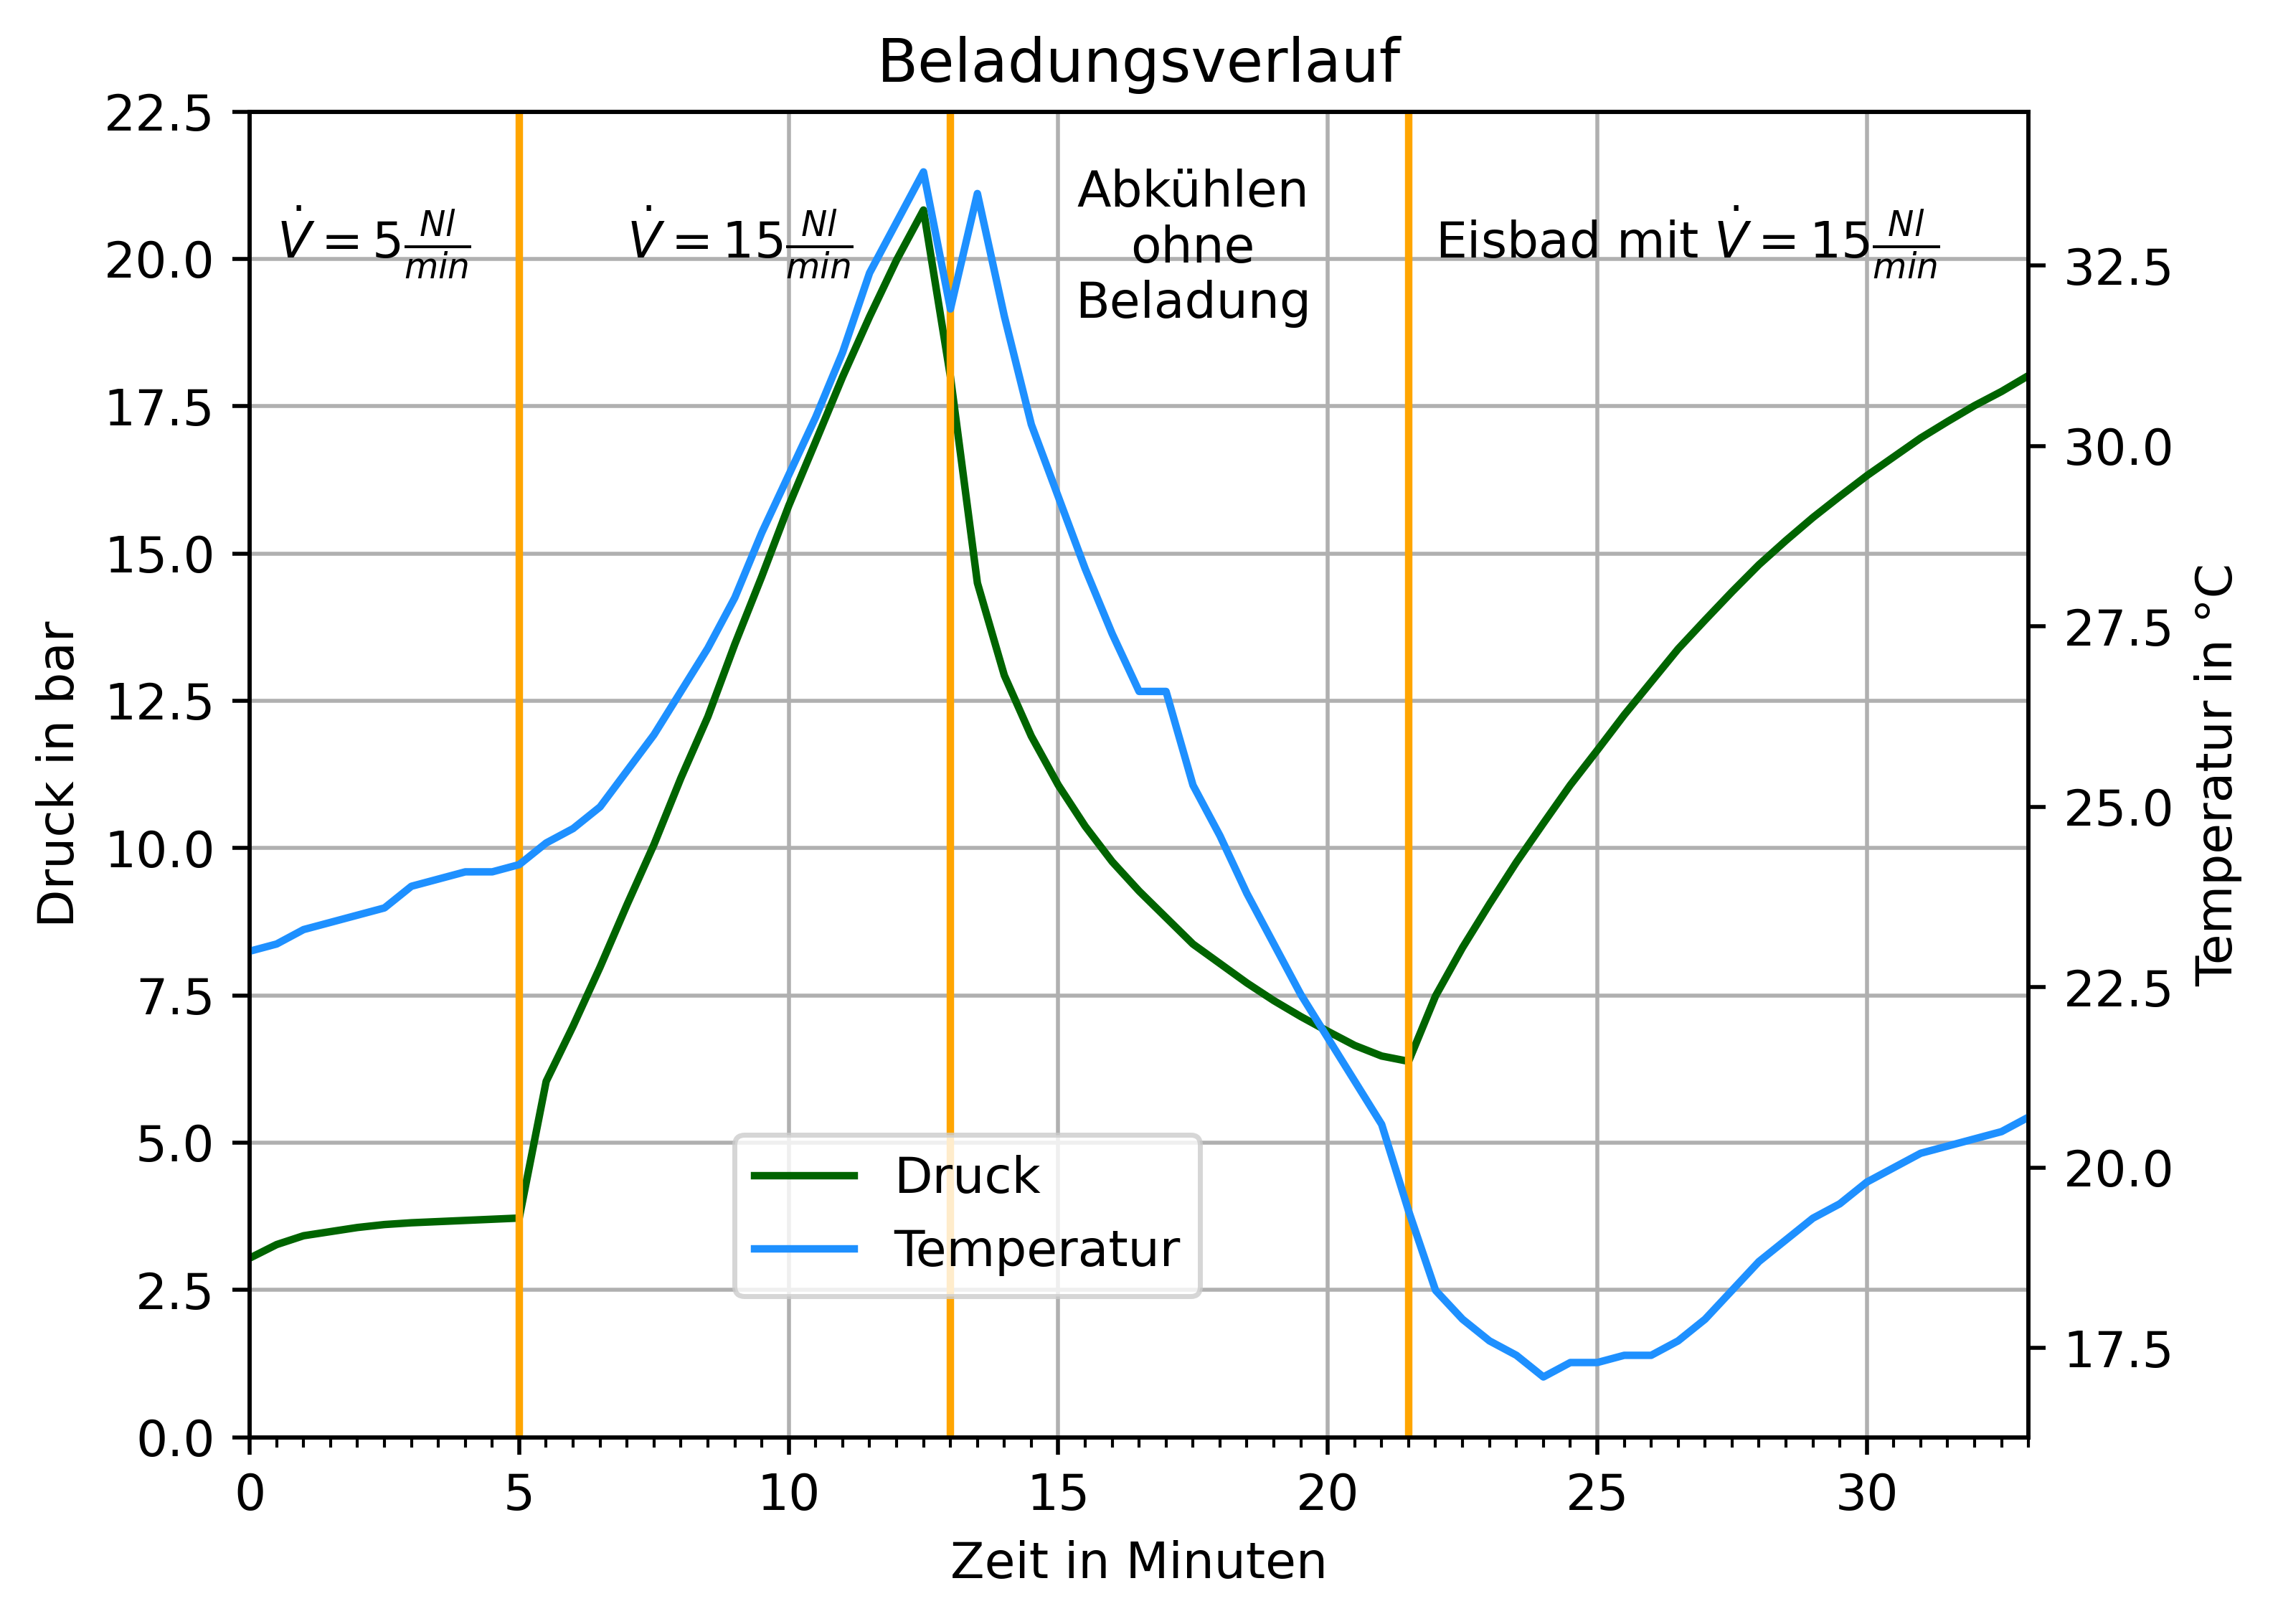 Beladungsverlauf
22.5
20.0
17.5
15.0
12.5
10.0
7.5
5.0
2.5
0.0
Druck in bar
V̇ = 5 Nl/min
V̇ = 15 Nl/min
Abkühlen
ohne
Beladung
Eisbad mit V̇ = 15 Nl/min
Druck
Temperatur
32.5
30.0
27.5
25.0
22.5
20.0
17.5
Temperatur in °C
0 5 10 15 20 25 30
Zeit in Minuten